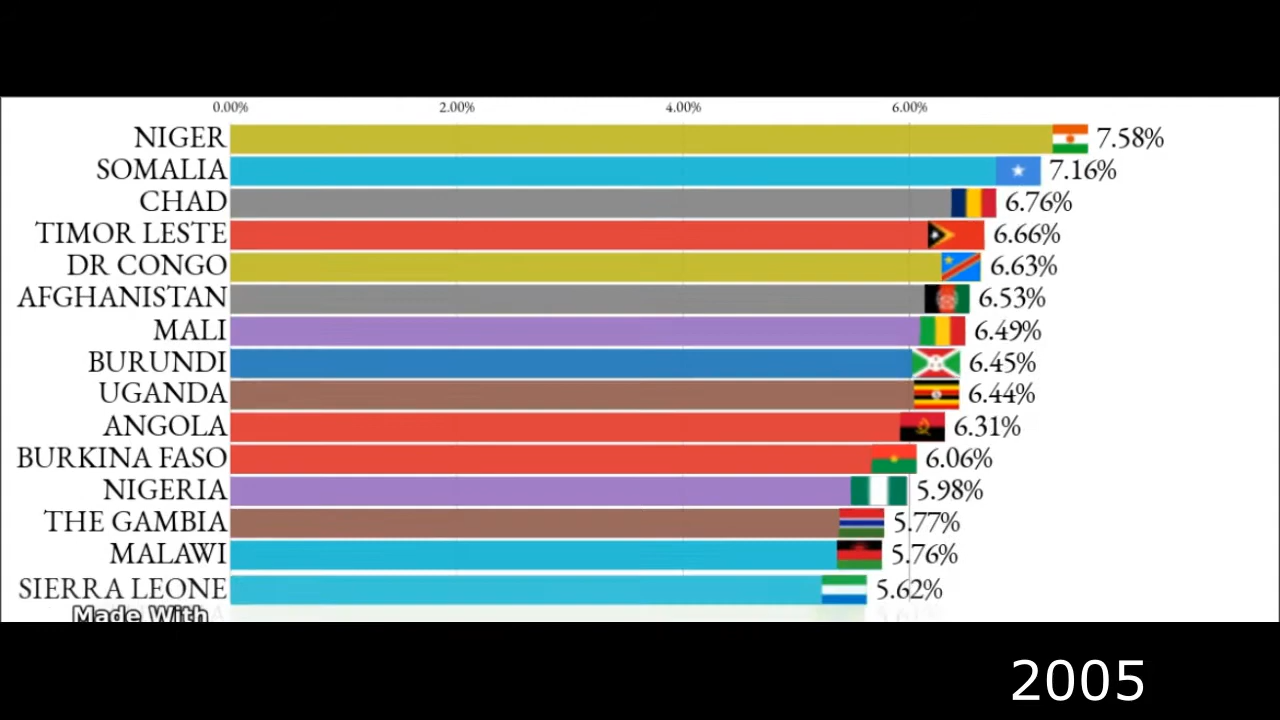 0.00% 2.00% 4.00% 6.00%
NIGER 7.58%
SOMALIA 7.16%
CHAD 6.76%
TIMOR LESTE 6.66%
DR CONGO 6.63%
AFGHANISTAN 6.53%
MALI 6.49%
BURUNDI 6.45%
UGANDA 6.44%
ANGOLA 6.31%
BURKINA FASO 6.06%
NIGERIA 5.98%
THE GAMBIA 5.77%
MALAWI 5.76%
SIERRA LEONE 5.62%
Made With
2005